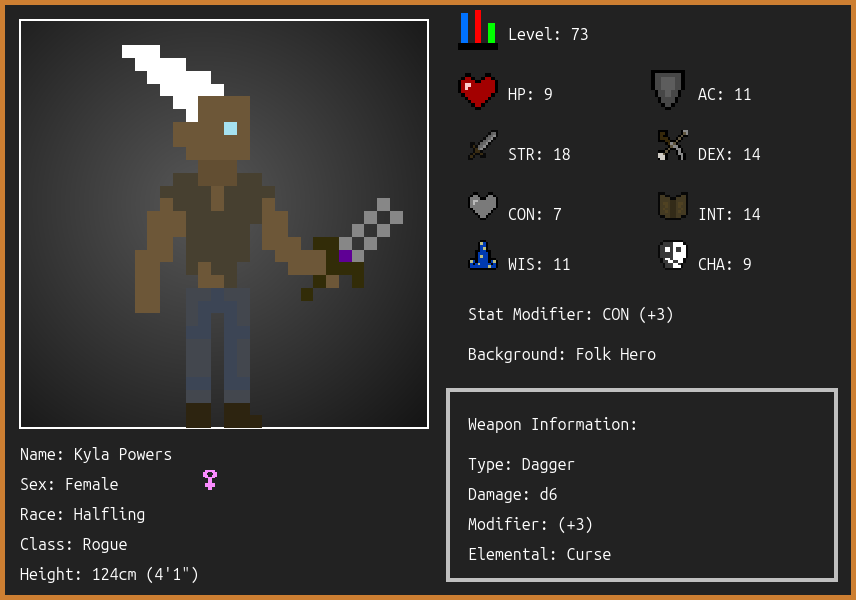 Level: 73
HP: 9
AC: 11
STR: 18
DEX: 14
CON: 7
INT: 14
WIS: 11
CHA: 9
Stat Modifier: CON (+3)
Background: Folk Hero
Weapon Information:
Type: Dagger
Damage: d6
Modifier: (+3)
Elemental: Curse
Name: Kyla Powers
Sex: Female
Race: Halfling
Class: Rogue
Height: 124cm (4'1")